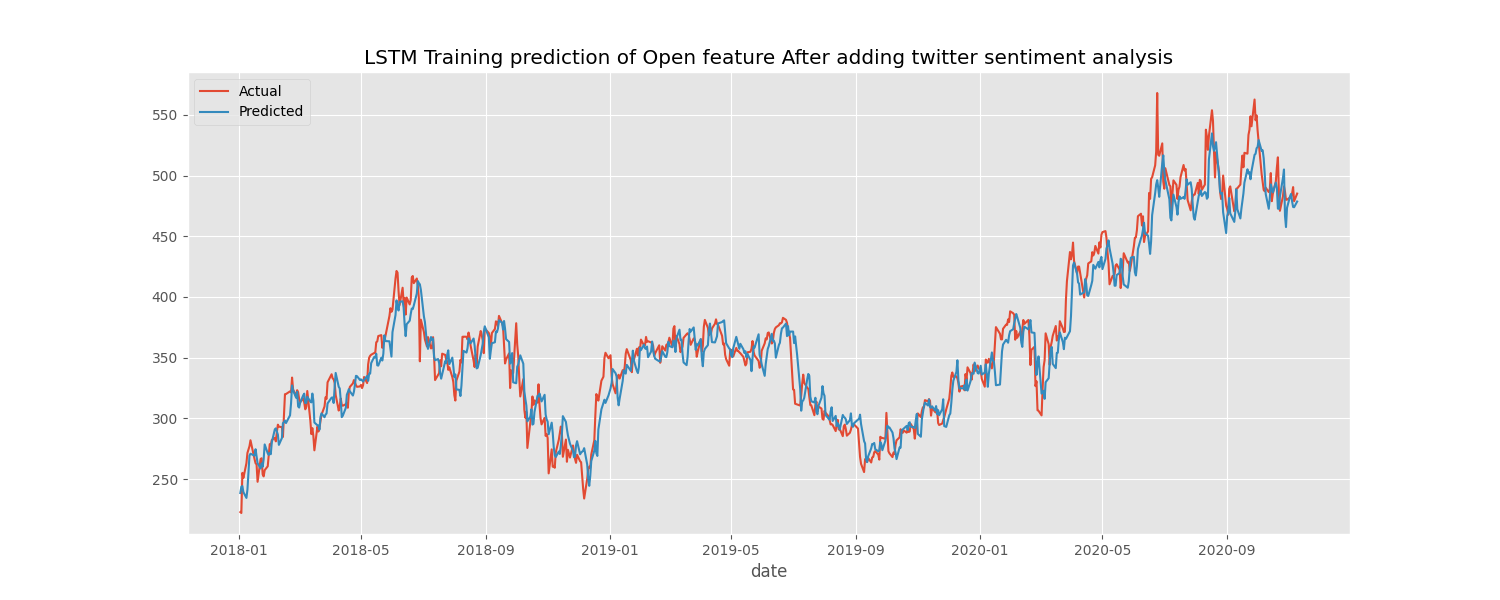 LSTM Training prediction of Open feature After adding twitter sentiment analysis
Actual
Predicted
550
500
450
400
350
300
250
2018-01 2018-05 2018-09 2019-01 2019-05 2019-09 2020-01 2020-05 2020-09
date